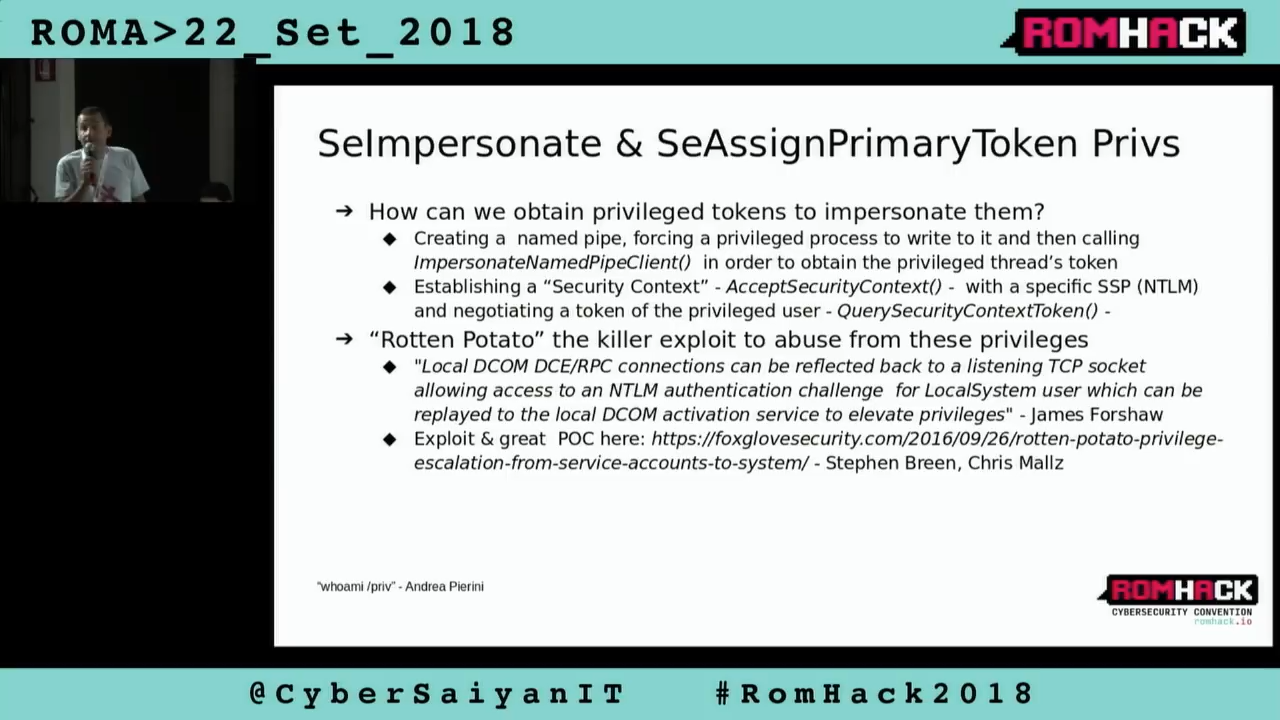 ROMA>22_Set_2018
ROMHACK
SeImpersonate & SeAssignPrimaryToken Privs
➔ How can we obtain privileged tokens to impersonate them?
◆ Creating a named pipe, forcing a privileged process to write to it and then calling
ImpersonateNamedPipeClient() in order to obtain the privileged thread's token
◆ Establishing a “Security Context” - AcceptSecurityContext() - with a specific SSP (NTLM)
and negotiating a token of the privileged user - QuerySecurityContextToken() -
➔ “Rotten Potato” the killer exploit to abuse from these privileges
◆ "Local DCOM DCE/RPC connections can be reflected back to a listening TCP socket
allowing access to an NTLM authentication challenge for LocalSystem user which can be
replayed to the local DCOM activation service to elevate privileges" - James Forshaw
◆ Exploit & great POC here: https://foxglovesecurity.com/2016/09/26/rotten-potato-privilege-
escalation-from-service-accounts-to-system/ - Stephen Breen, Chris Mallz
"whoami /priv" - Andrea Pierini
ROMHACK
CYBERSECURITY CONVENTION
romhack.io
@CyberSaiyanIT #RomHack2018